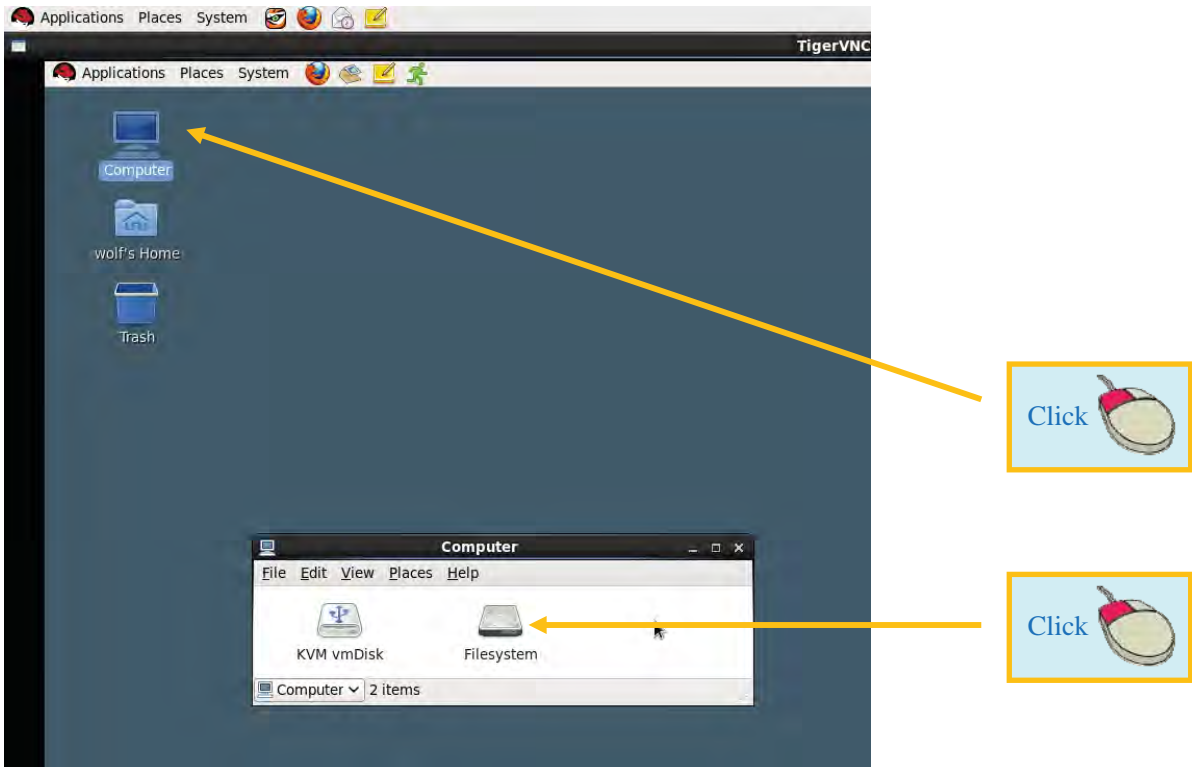 Applications Places System
TigerVNC
Applications Places System
Computer
wolf's Home
Trash
Click
Computer
File Edit View Places Help
Click
KVM vmDisk Filesystem
Computer 2 items